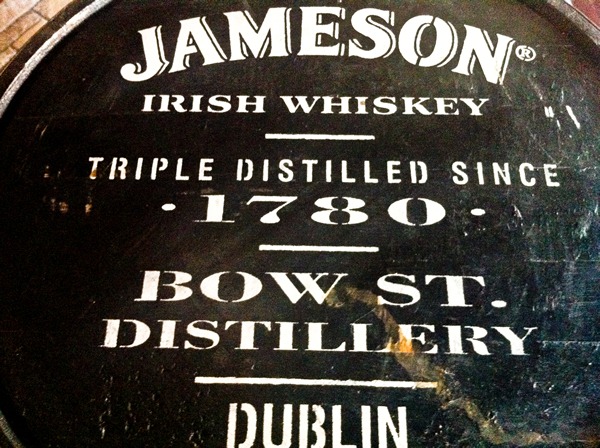 JAMESON®
IRISH WHISKEY
TRIPLE DISTILLED SINCE
·1780·
BOW ST.
DISTILLERY
DUBLIN